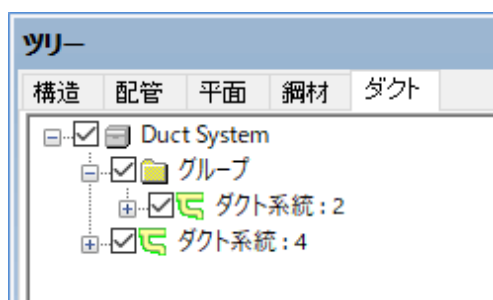 ツリー
構造 配管 平面 鋼材 ダクト
Duct System
グループ
ダクト系統 : 2
ダクト系統 : 4